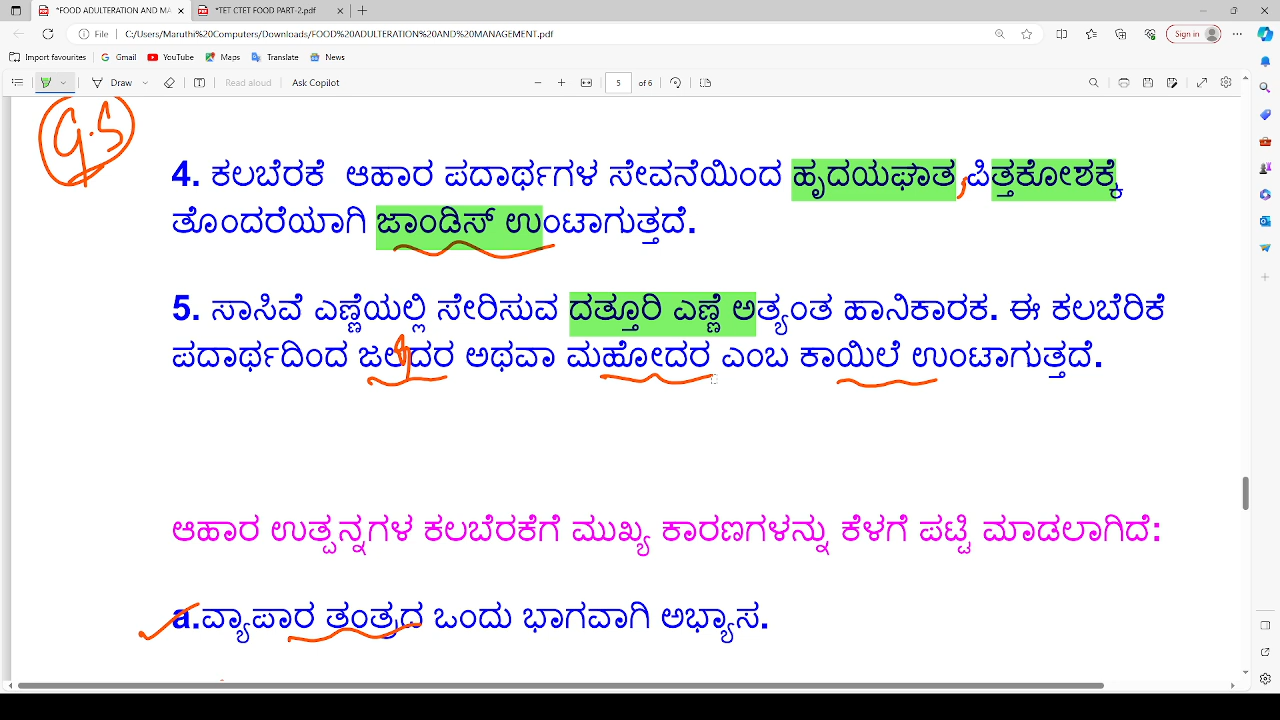 *FOOD ADULTERATION AND MA
*TET CTET FOOD PART-2.pdf
File C:/Users/Maruthi%20Computers/Downloads/FOOD%20ADULTERATION%20AND%20MANAGEMENT.pdf
Sign in
Import favourites Gmail YouTube Maps Translate News
Draw Read aloud Ask Copilot 5 of 6
G.S
4. ಕಲಬೆರಕೆ ಆಹಾರ ಪದಾರ್ಥಗಳ ಸೇವನೆಯಿಂದ ಹೃದಯಘಾತ,ಪಿತ್ತಕೋಶಕ್ಕೆ
ತೊಂದರೆಯಾಗಿ ಜಾಂಡಿಸ್ ಉಂಟಾಗುತ್ತದೆ.
5. ಸಾಸಿವೆ ಎಣ್ಣೆಯಲ್ಲಿ ಸೇರಿಸುವ ದತ್ತೂರಿ ಎಣ್ಣೆ ಅತ್ಯಂತ ಹಾನಿಕಾರಕ. ಈ ಕಲಬೆರಿಕೆ
ಪದಾರ್ಥದಿಂದ ಜಲದರ ಅಥವಾ ಮಹೋದರ ಎಂಬ ಕಾಯಿಲೆ ಉಂಟಾಗುತ್ತದೆ.
ಆಹಾರ ಉತ್ಪನ್ನಗಳ ಕಲಬೆರಕೆಗೆ ಮುಖ್ಯ ಕಾರಣಗಳನ್ನು ಕೆಳಗೆ ಪಟ್ಟಿ ಮಾಡಲಾಗಿದೆ:
a.ವ್ಯಾಪಾರ ತಂತ್ರದ ಒಂದು ಭಾಗವಾಗಿ ಅಭ್ಯಾಸ.